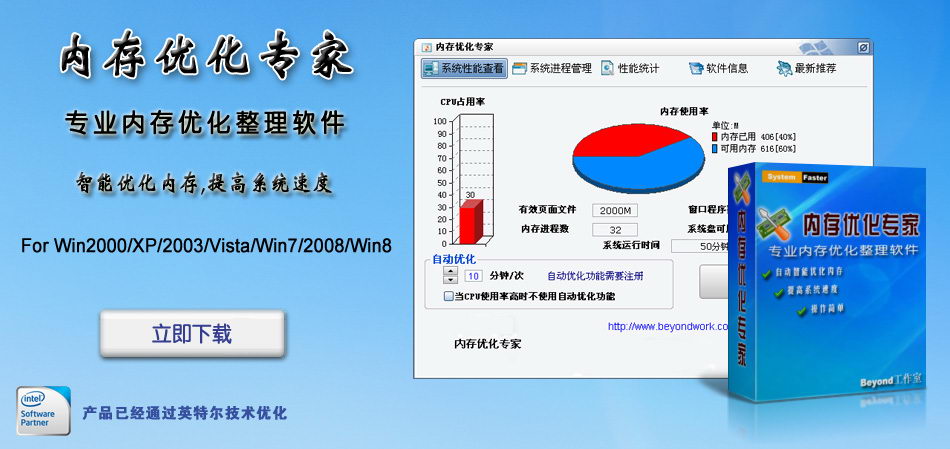 内存优化专家
专业内存优化整理软件
智能优化内存,提高系统速度
For Win2000/XP/2003/Vista/Win7/2008/Win8
立即下载
intel
Software
Partner
产品已经通过英特尔技术优化
内存优化专家
系统性能查看 系统进程管理 性能统计 软件信息 最新推荐
CPU占用率
100
90
80
70
60
50
40
30
20
10
0
30
内存使用率
单位:M
内存已用 406[40%]
可用内存 616[60%]
有效页面文件 2000M 窗口程序
内存进程数 32 系统盘可
系统运行时间 50分钟
自动优化
10 分钟/次 自动优化功能需要注册
当CPU使用率高时不使用自动优化功能
http://www.beyondwork.co
内存优化专家
System Faster
内存优化专家
专业内存优化整理软件
自动智能优化内存
提高系统速度
操作简单
Beyond工作室
内存优化专家